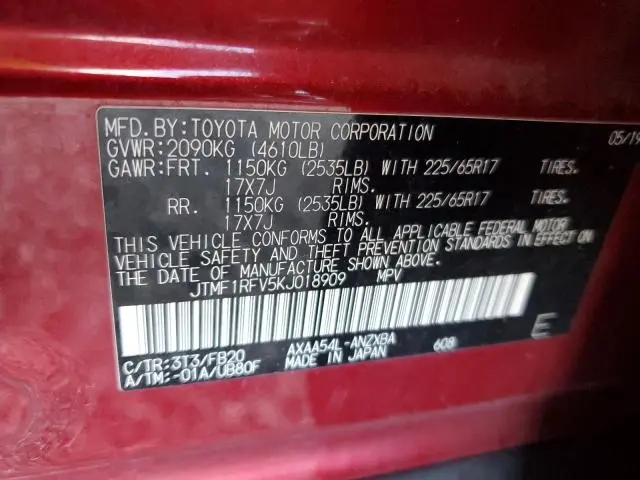 MFD.BY:TOYOTA MOTOR CORPORATION 05/19
GVWR:2090KG (4610LB)
GAWR:FRT. 1150KG (2535LB) WITH 225/65R17 TIRES.
17X7J RIMS.
RR. 1150KG (2535LB) WITH 225/65R17 TIRES.
17X7J RIMS.
THIS VEHICLE CONFORMS TO ALL APPLICABLE FEDERAL MOTOR
VEHICLE SAFETY AND THEFT PREVENTION STANDARDS IN EFFECT ON
THE DATE OF MANUFACTURE SHOWN ABOVE.
JTMF1RFV5KJ018909 MPV
C/TR:3T3/FB20 AXAA54L-ANZXBA 608 E
A/TM:-01A/UB80F MADE IN JAPAN